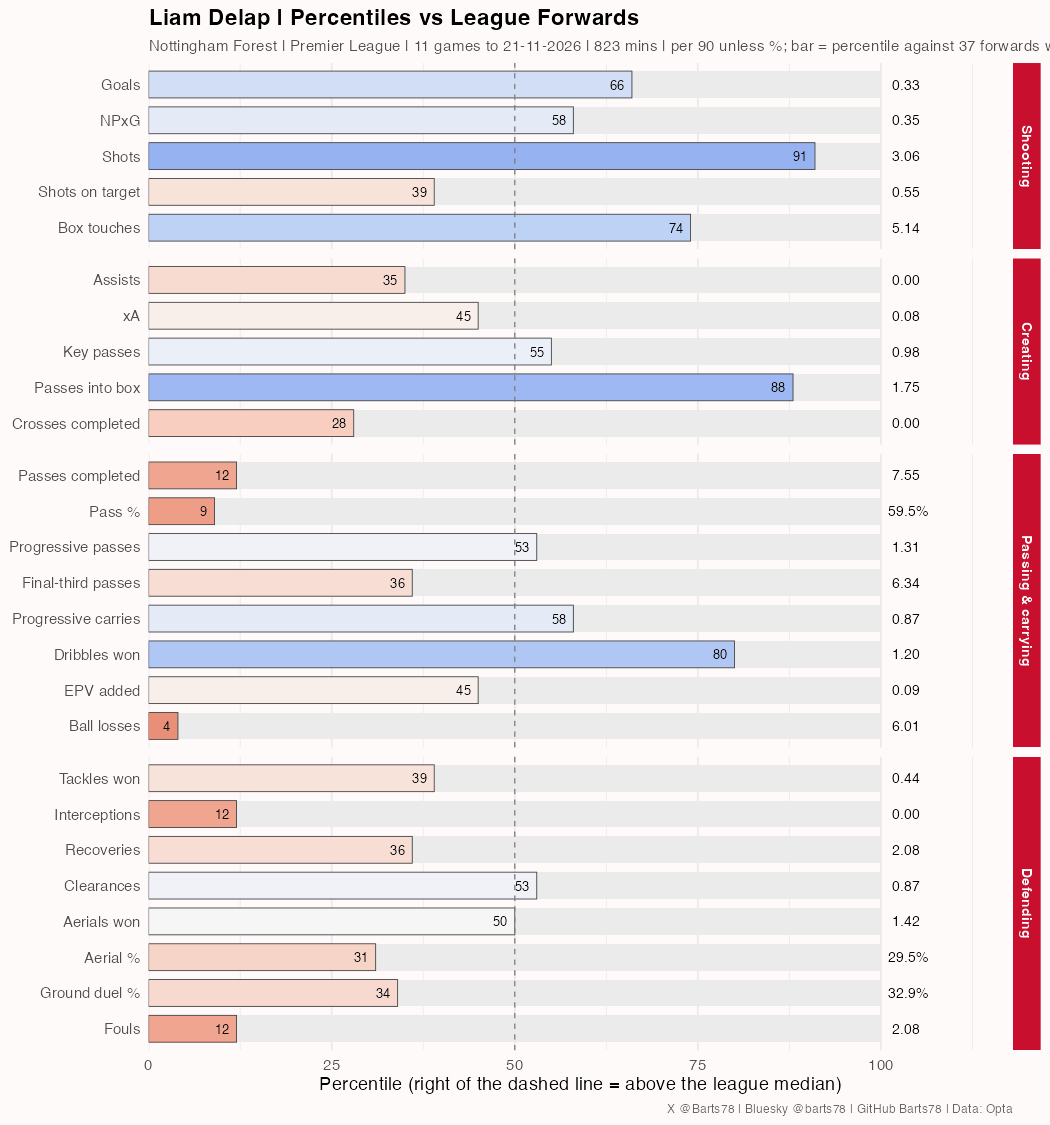 Liam Delap | Percentiles vs League Forwards
Nottingham Forest | Premier League | 11 games to 21-11-2026 | 823 mins | per 90 unless %; bar = percentile against 37 forwards w
Goals 66 0.33
NPxG 58 0.35
Shots 91 3.06
Shots on target 39 0.55
Box touches 74 5.14
Shooting
Assists 35 0.00
xA 45 0.08
Key passes 55 0.98
Passes into box 88 1.75
Crosses completed 28 0.00
Creating
Passes completed 12 7.55
Pass % 9 59.5%
Progressive passes 53 1.31
Final-third passes 36 6.34
Progressive carries 58 0.87
Dribbles won 80 1.20
EPV added 45 0.09
Ball losses 4 6.01
Passing & carrying
Tackles won 39 0.44
Interceptions 12 0.00
Recoveries 36 2.08
Clearances 53 0.87
Aerials won 50 1.42
Aerial % 31 29.5%
Ground duel % 34 32.9%
Fouls 12 2.08
Defending
0 25 50 75 100
Percentile (right of the dashed line = above the league median)
X @Barts78 | Bluesky @barts78 | GitHub Barts78 | Data: Opta